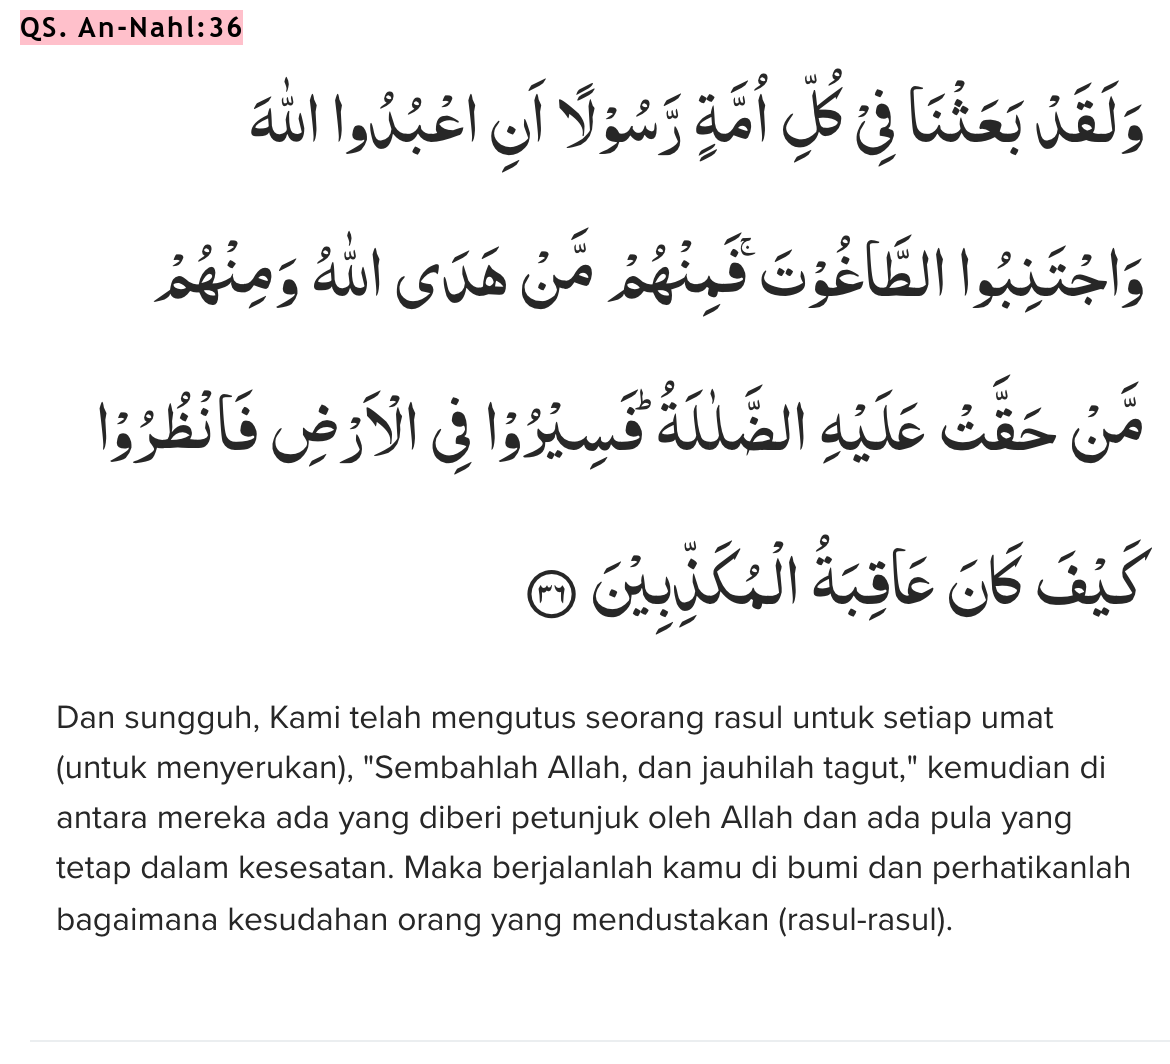 QS. An-Nahl:36
وَلَقَدْ بَعَثْنَا فِيْ كُلِّ اُمَّةٍ رَّسُوْلًا اَنِ اعْبُدُوا اللّٰهَ
وَاجْتَنِبُوا الطَّاغُوْتَۚ فَمِنْهُمْ مَّنْ هَدَى اللّٰهُ وَمِنْهُمْ
مَّنْ حَقَّتْ عَلَيْهِ الضَّلٰلَةُ ۗ فَسِيْرُوْا فِى الْاَرْضِ فَانْظُرُوْا
كَيْفَ كَانَ عَاقِبَةُ الْمُكَذِّبِيْنَ ٣٦
Dan sungguh, Kami telah mengutus seorang rasul untuk setiap umat
(untuk menyerukan), "Sembahlah Allah, dan jauhilah tagut," kemudian di
antara mereka ada yang diberi petunjuk oleh Allah dan ada pula yang
tetap dalam kesesatan. Maka berjalanlah kamu di bumi dan perhatikanlah
bagaimana kesudahan orang yang mendustakan (rasul-rasul).